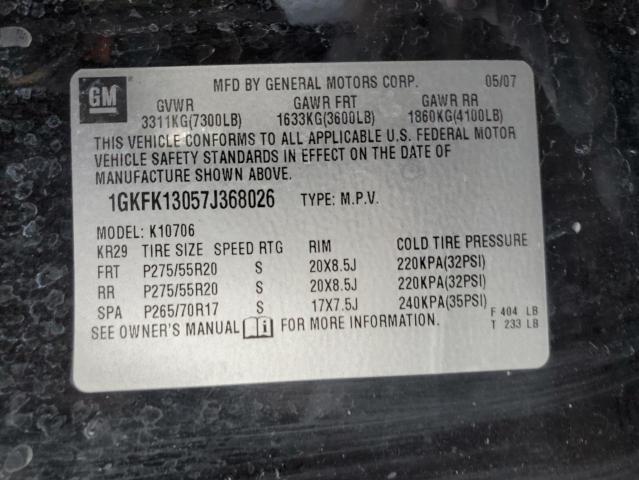 GM
MFD BY GENERAL MOTORS CORP. 05/07
GVWR GAWR FRT GAWR RR
3311KG(7300LB) 1633KG(3600LB) 1860KG(4100LB)
THIS VEHICLE CONFORMS TO ALL APPLICABLE U.S. FEDERAL MOTOR
VEHICLE SAFETY STANDARDS IN EFFECT ON THE DATE OF
MANUFACTURE SHOWN ABOVE.
1GKFK13057J368026 TYPE: M.P.V.
MODEL: K10706
KR29 TIRE SIZE SPEED RTG RIM COLD TIRE PRESSURE
FRT P275/55R20 S 20X8.5J 220KPA(32PSI)
RR P275/55R20 S 20X8.5J 220KPA(32PSI)
SPA P265/70R17 S 17X7.5J 240KPA(35PSI)
SEE OWNER'S MANUAL i FOR MORE INFORMATION.
F 404 LB
T 233 LB